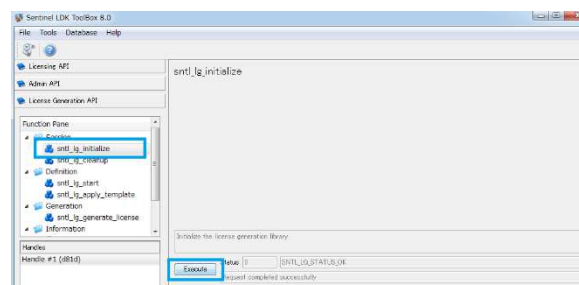 Sentinel LDK ToolBox 8.0
File Tools Database Help
Licensing API
Admin API
License Generation API
Function Pane
Session
sntl_lg_initialize
sntl_lg_cleanup
Definition
sntl_lg_start
sntl_lg_apply_template
Generation
sntl_lg_generate_license
Information
Handles
Handle #1 (d81d)
sntl_lg_initialize
Initialize the license generation library.
Execute
Status 0 SNTL_LG_STATUS_OK
Request completed successfully